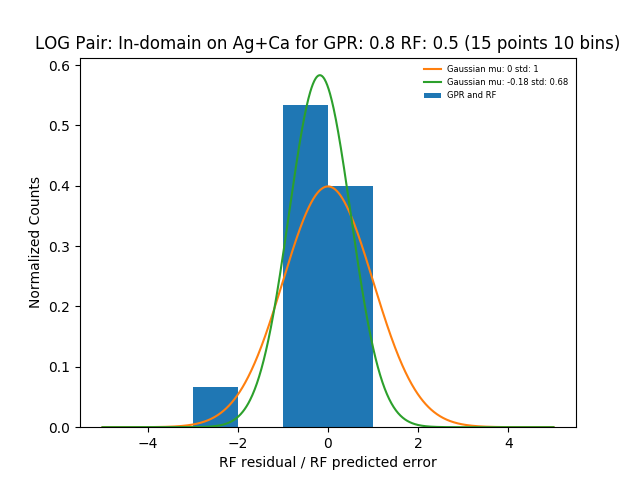 LOG Pair: In-domain on Ag+Ca for GPR: 0.8 RF: 0.5 (15 points 10 bins)
Gaussian mu: 0 std: 1
Gaussian mu: -0.18 std: 0.68
GPR and RF
Normalized Counts
0.6
0.5
0.4
0.3
0.2
0.1
0.0
−4
−2
0
2
4
RF residual / RF predicted error